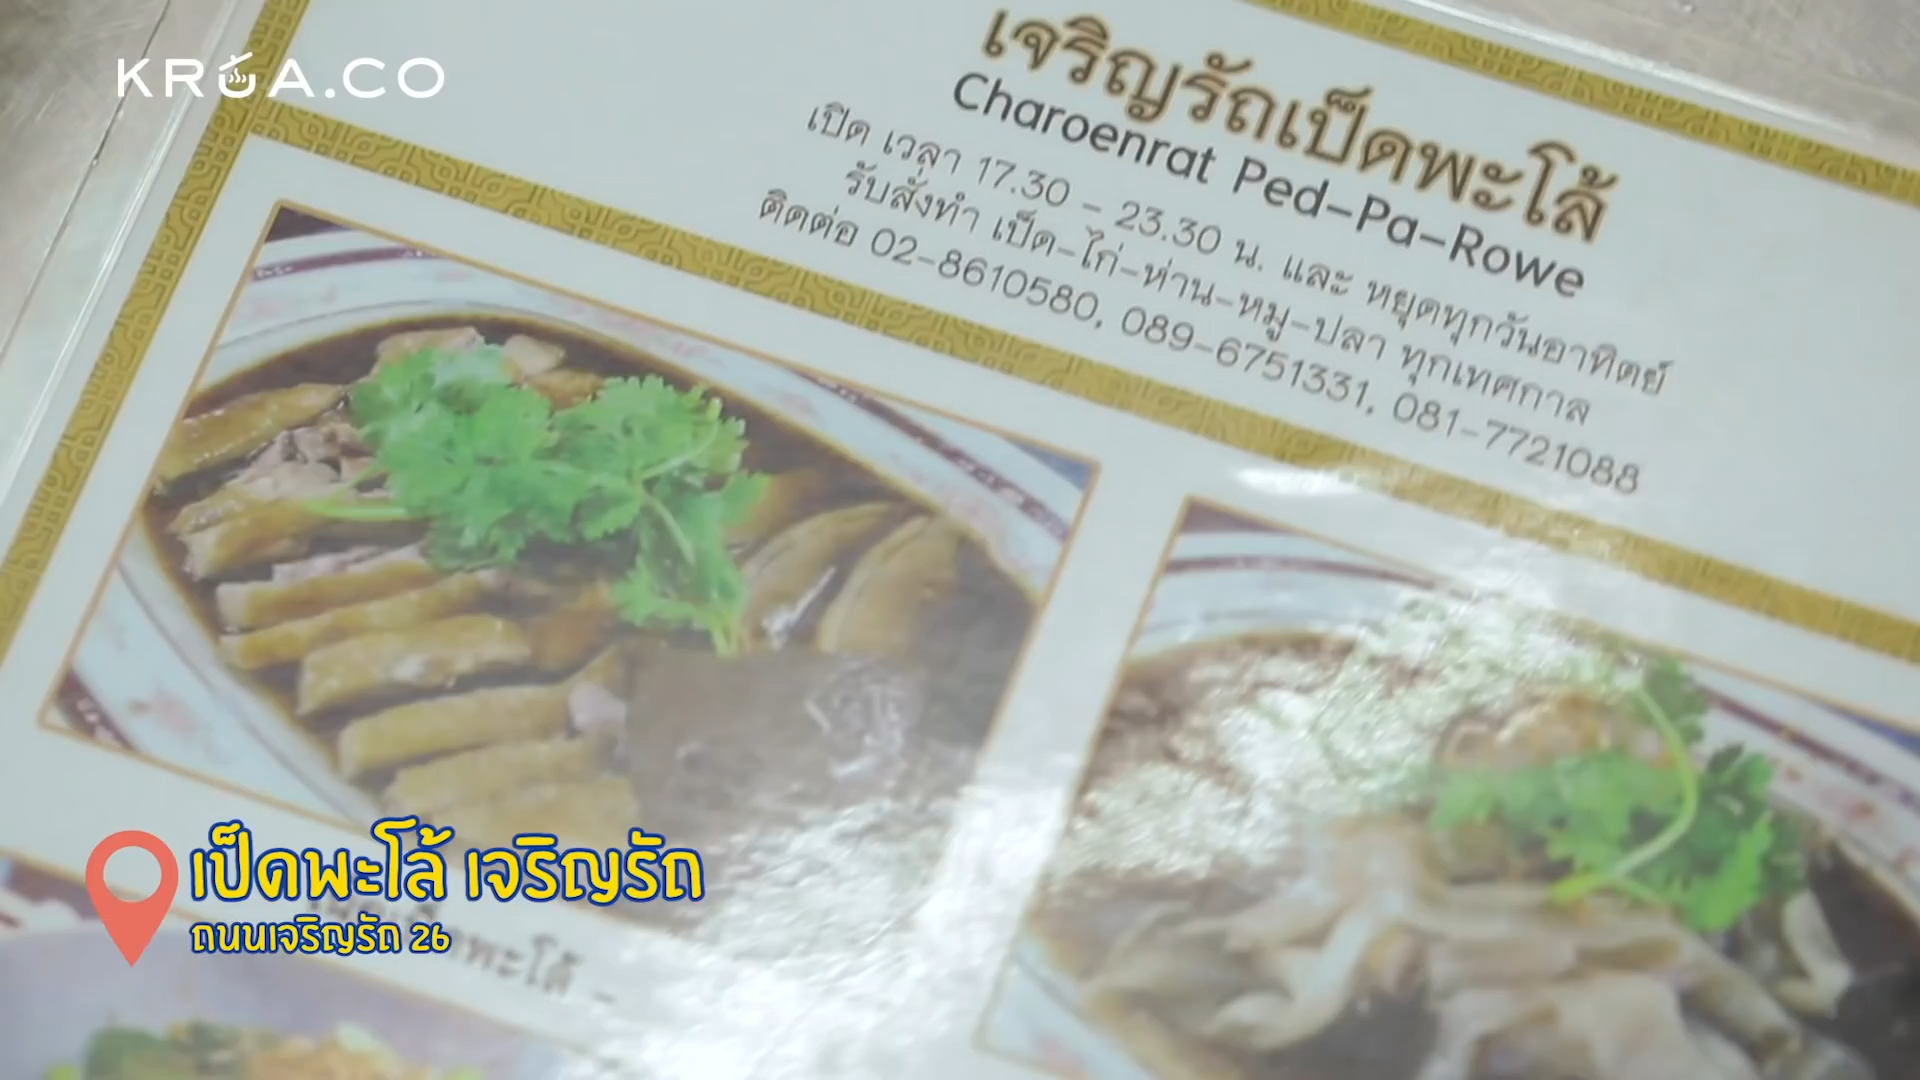 KRUA.CO
เจริญรัถเป็ดพะโล้
Charoenrat Ped-Pa-Rowe
เปิด เวลา 17.30 - 23.30 น. และ หยุดทุกวันอาทิตย์
รับสั่งทำ เป็ด-ไก่-ห่าน-หมู-ปลา ทุกเทศกาล
ติดต่อ 02-8610580, 089-6751331, 081-7721088
เป็ดพะโล้ เจริญรัถ
ถนนเจริญรัถ 26
พะโล้ -